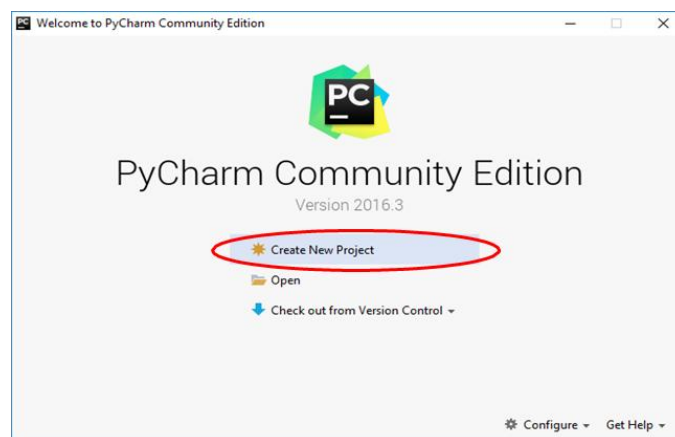 PC Welcome to PyCharm Community Edition
PC
PyCharm Community Edition
Version 2016.3
Create New Project
Open
Check out from Version Control
Configure Get Help